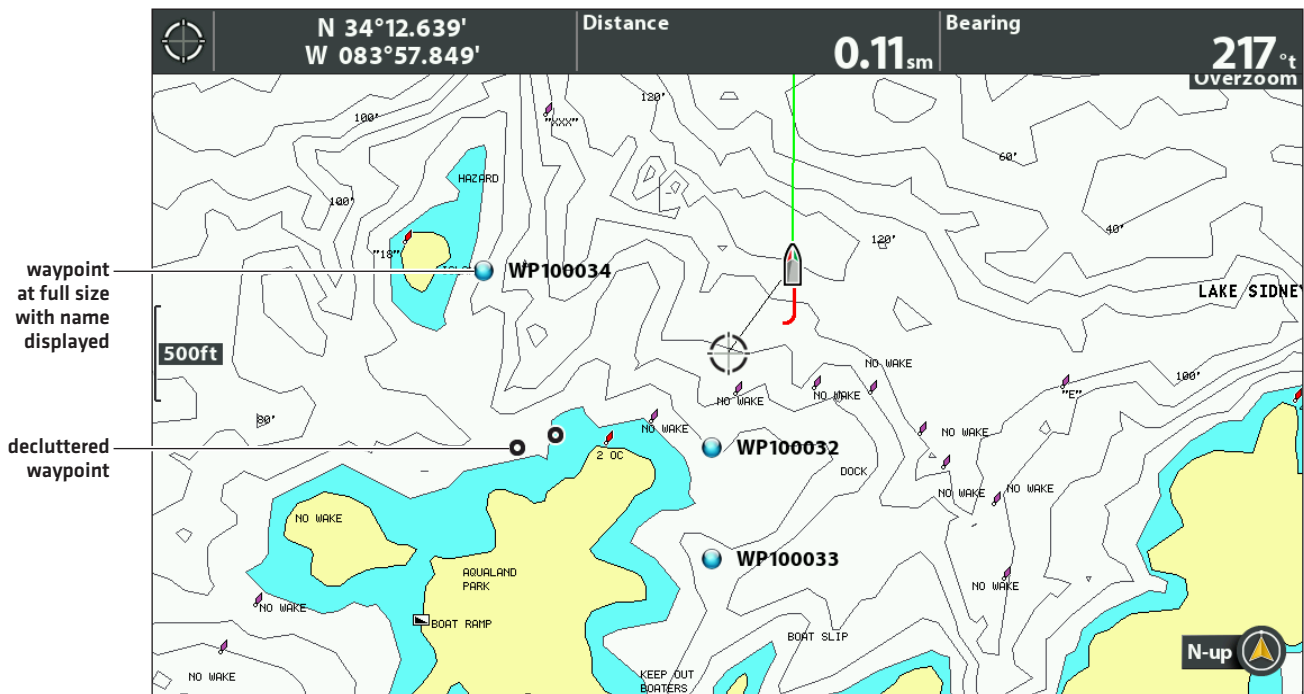 N 34°12.639'
W 083°57.849'
Distance
0.11sm
Bearing
217°t
Overzoom
120'
100'
"XXX"
60'
HAZARD
100'
40'
120'
"18"
WP100034
waypoint
at full size
with name
displayed
LAKE SIDNEY
500ft
NO WAKE
100'
"E"
NO WAKE
NO WAKE
80'
NO WAKE
NO WAKE
decluttered
waypoint
WP100032
2 OC
DOCK
NO WAKE
NO WAKE
NO WAKE
WP100033
AQUALAND
PARK
NO WAKE
NO WAKE
BOAT RAMP
BOAT SLIP
N-up
KEEP OUT
BOATERS
NO WAKE